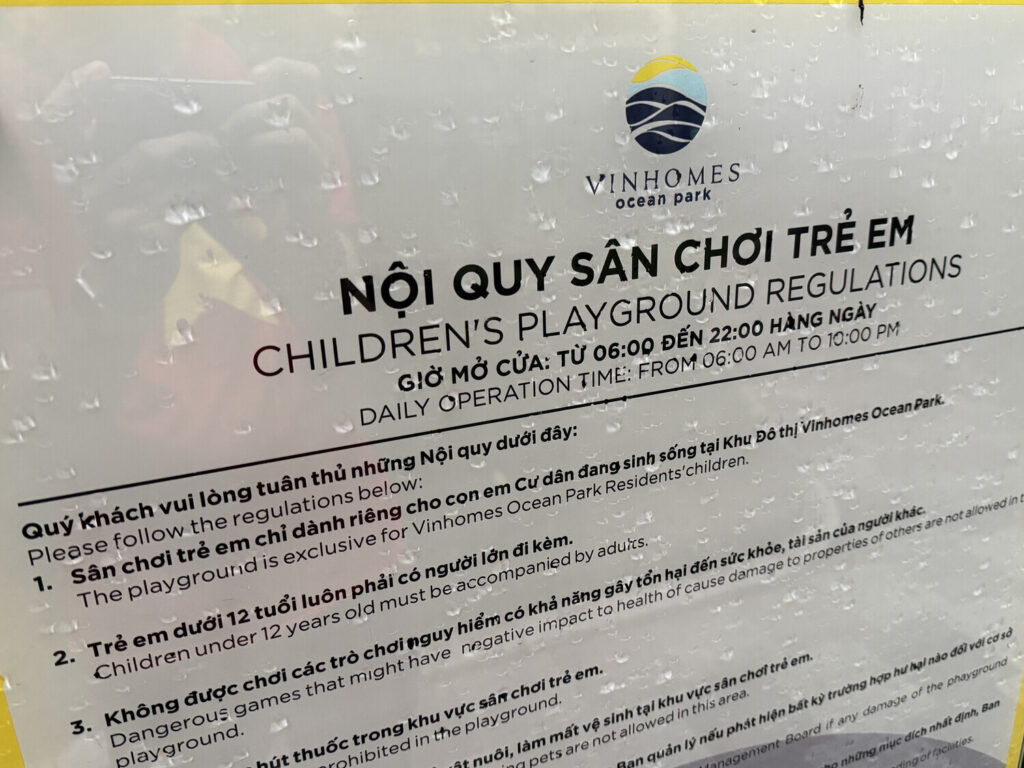 VINHOMES
ocean park
NỘI QUY SÂN CHƠI TRẺ EM
CHILDREN'S PLAYGROUND REGULATIONS
GIỜ MỞ CỬA: TỪ 06:00 ĐẾN 22:00 HÀNG NGÀY
DAILY OPERATION TIME: FROM 06:00 AM TO 10:00 PM
Quý khách vui lòng tuân thủ những Nội quy dưới đây:
Please follow the regulations below:
1. Sân chơi trẻ em chỉ dành riêng cho con em Cư dân đang sinh sống tại Khu Đô thị Vinhomes Ocean Park.
The playground is exclusive for Vinhomes Ocean Park Residents'children.
2. Trẻ em dưới 12 tuổi luôn phải có người lớn đi kèm.
Children under 12 years old must be accompanied by adults.
3. Không được chơi các trò chơi nguy hiểm có khả năng gây tổn hại đến sức khỏe, tài sản của người khác.
Dangerous games that might have negative impact to health of cause damage to properties of others are not allowed in
playground.
hút thuốc trong khu vực sân chơi trẻ em.
prohibited in the playground.
nuôi, làm mất vệ sinh tại khu vực sân chơi trẻ em.
pets are not allowed in this area.
Ban quản lý nếu phát hiện bất kỳ trường hợp hư hại nào đối với cơ sở
Management Board if any damage of the phayground
những mục đích nhất định, Ban
of facilities.